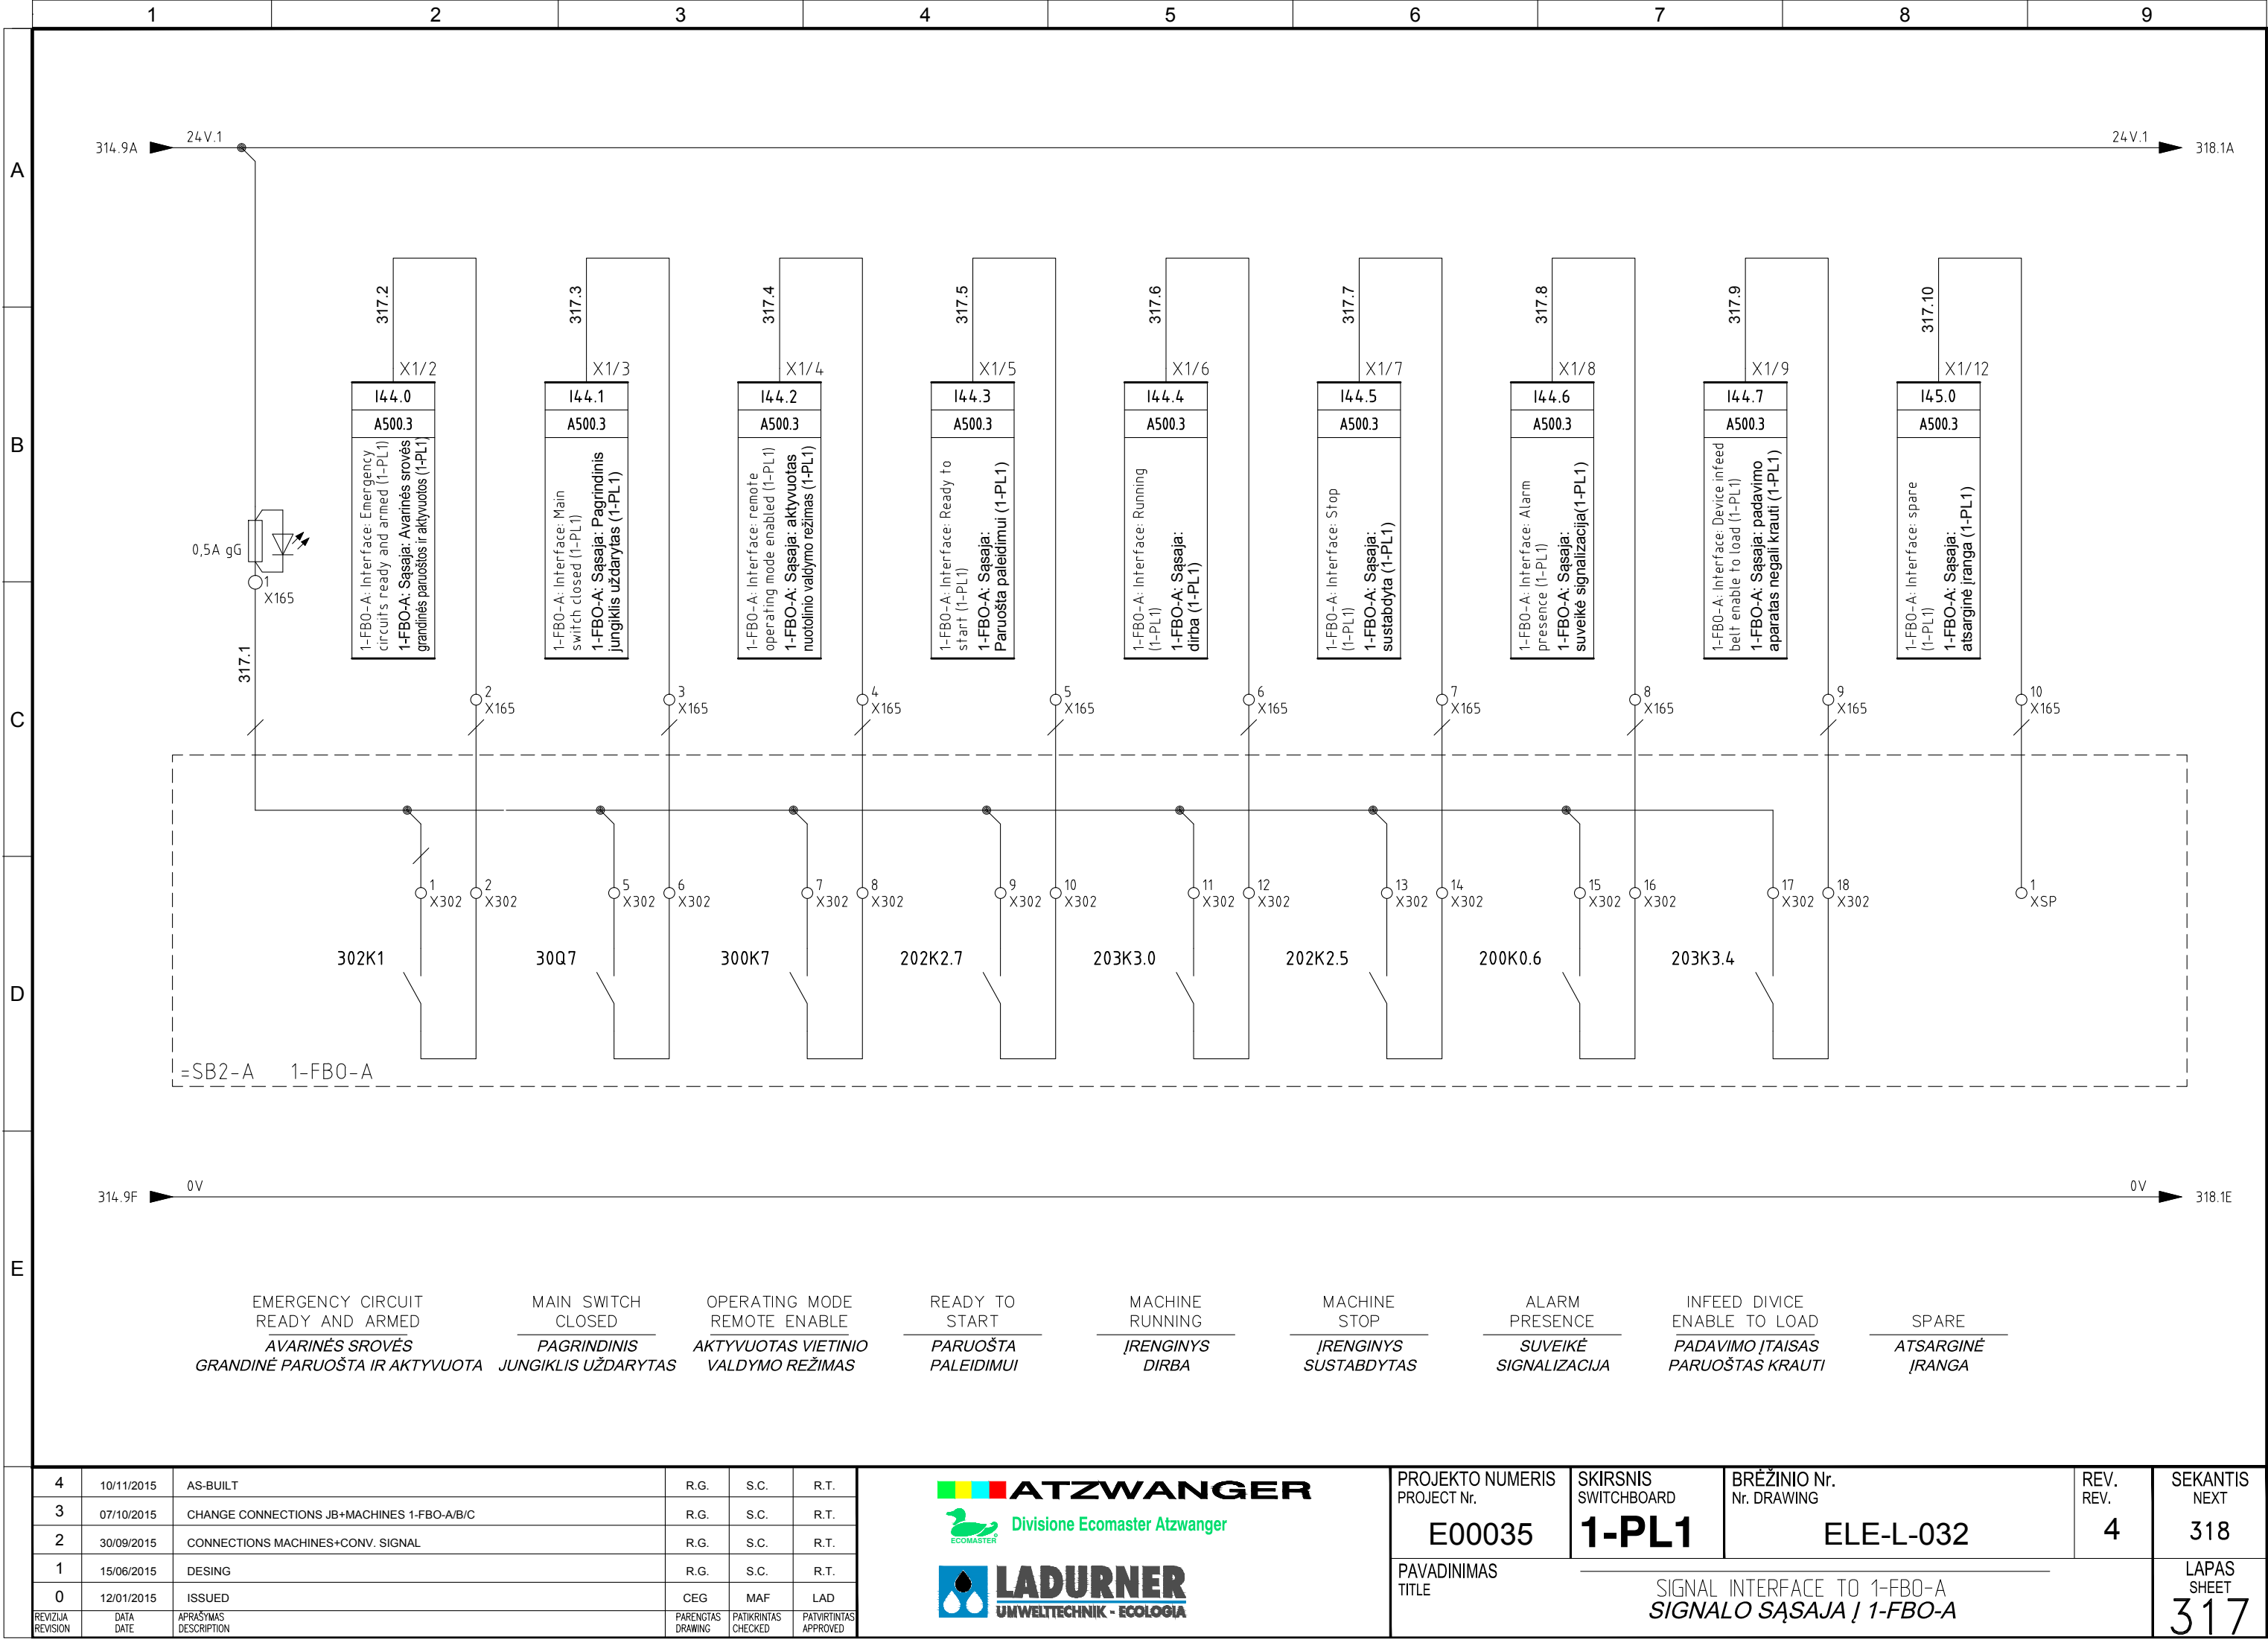 1 2 3 4 5 6 7 8 9
A
B
C
D
E
314.9A 24V.1 24V.1 318.1A
317.2 317.3 317.4 317.5 317.6 317.7 317.8 317.9 317.10
X1/2 X1/3 X1/4 X1/5 X1/6 X1/7 X1/8 X1/9 X1/12
I44.0 I44.1 I44.2 I44.3 I44.4 I44.5 I44.6 I44.7 I45.0
A500.3 A500.3 A500.3 A500.3 A500.3 A500.3 A500.3 A500.3 A500.3
1-FBO-A: Interface: Emergency
circuits ready and armed (1-PL1)
1-FBO-A: Sąsaja: Avarinės srovės
grandinės paruoštos ir aktyvuotos (1-PL1)
1-FBO-A: Interface: Main
switch closed (1-PL1)
1-FBO-A: Sąsaja: Pagrindinis
jungiklis uždarytas (1-PL1)
1-FBO-A: Interface: remote
operating mode enabled (1-PL1)
1-FBO-A: Sąsaja: aktyvuotas
nuotolinio valdymo režimas (1-PL1)
1-FBO-A: Interface: Ready to
start (1-PL1)
1-FBO-A: Sąsaja:
Paruošta paleidimui (1-PL1)
1-FBO-A: Interface: Running
(1-PL1)
1-FBO-A: Sąsaja:
dirba (1-PL1)
1-FBO-A: Interface: Stop
(1-PL1)
1-FBO-A: Sąsaja:
sustabdyta (1-PL1)
1-FBO-A: Interface: Alarm
presence (1-PL1)
1-FBO-A: Sąsaja:
suveikė signalizacija(1-PL1)
1-FBO-A: Interface: Device infeed
belt enable to load (1-PL1)
1-FBO-A: Sąsaja: padavimo
aparatas negali krauti (1-PL1)
1-FBO-A: Interface: spare
(1-PL1)
1-FBO-A: Sąsaja:
atsarginė įranga (1-PL1)
0,5A gG
1
X165
317.1
2 3 4 5 6 7 8 9 10
X165 X165 X165 X165 X165 X165 X165 X165 X165
1 2 5 6 7 8 9 10 11 12 13 14 15 16 17 18 1
X302 X302 X302 X302 X302 X302 X302 X302 X302 X302 X302 X302 X302 X302 X302 X302 XSP
302K1 30Q7 300K7 202K2.7 203K3.0 202K2.5 200K0.6 203K3.4
=SB2-A 1-FBO-A
314.9F 0V 0V 318.1E
EMERGENCY CIRCUIT
READY AND ARMED
AVARINĖS SROVĖS
GRANDINĖ PARUOŠTA IR AKTYVUOTA
MAIN SWITCH
CLOSED
PAGRINDINIS
JUNGIKLIS UŽDARYTAS
OPERATING MODE
REMOTE ENABLE
AKTYVUOTAS VIETINIO
VALDYMO REŽIMAS
READY TO
START
PARUOŠTA
PALEIDIMUI
MACHINE
RUNNING
ĮRENGINYS
DIRBA
MACHINE
STOP
ĮRENGINYS
SUSTABDYTAS
ALARM
PRESENCE
SUVEIKĖ
SIGNALIZACIJA
INFEED DIVICE
ENABLE TO LOAD
PADAVIMO ĮTAISAS
PARUOŠTAS KRAUTI
SPARE
ATSARGINĖ
ĮRANGA
4 10/11/2015 AS-BUILT R.G. S.C. R.T.
3 07/10/2015 CHANGE CONNECTIONS JB+MACHINES 1-FBO-A/B/C R.G. S.C. R.T.
2 30/09/2015 CONNECTIONS MACHINES+CONV. SIGNAL R.G. S.C. R.T.
1 15/06/2015 DESING R.G. S.C. R.T.
0 12/01/2015 ISSUED CEG MAF LAD
REVIZIJA DATA APRAŠYMAS PARENGTAS PATIKRINTAS PATVIRTINTAS
REVISION DATE DESCRIPTION DRAWING CHECKED APPROVED
ATZWANGER
Divisione Ecomaster Atzwanger
ECOMASTER
LADURNER
UMWELTTECHNIK - ECOLOGIA
PROJEKTO NUMERIS
PROJECT Nr.
E00035
SKIRSNIS
SWITCHBOARD
1-PL1
BRĖŽINIO Nr.
Nr. DRAWING
ELE-L-032
REV.
REV.
4
SEKANTIS
NEXT
318
PAVADINIMAS
TITLE
SIGNAL INTERFACE TO 1-FBO-A
SIGNALO SĄSAJA Į 1-FBO-A
LAPAS
SHEET
317